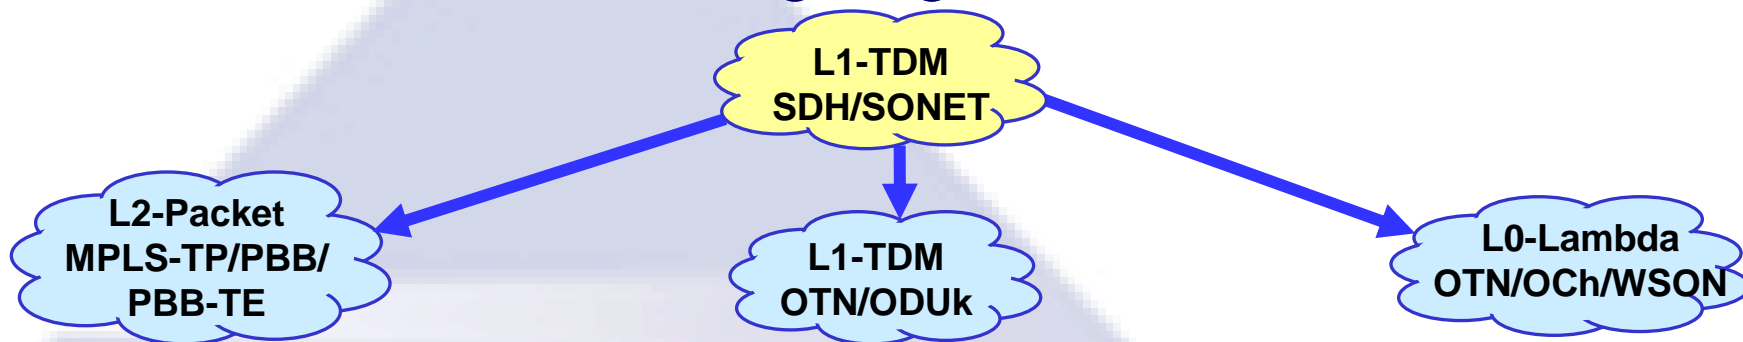 L1-TDM
SDH/SONET
L2-Packet
MPLS-TP/PBB/
PBB-TE
L1-TDM
OTN/ODUk
L0-Lambda
OTN/OCh/WSON